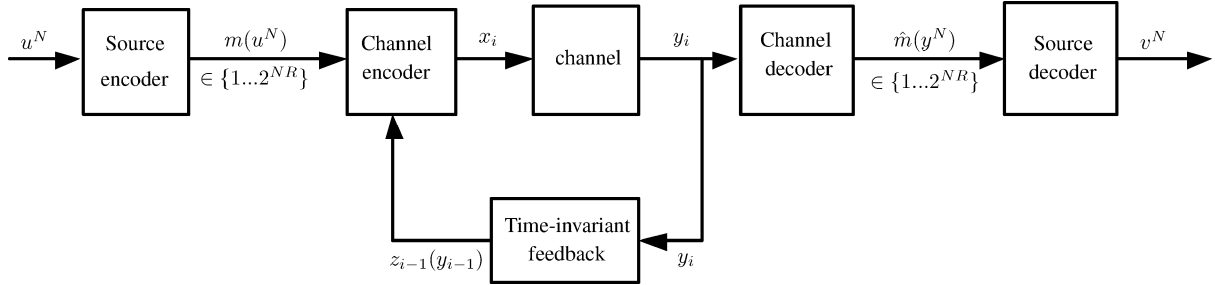 u^N
Source
encoder
m(u^N)
∈ {1...2^{NR}}
Channel
encoder
x_i
channel
y_i
Channel
decoder
m̂(y^N)
∈ {1...2^{NR}}
Source
decoder
v^N
Time-invariant
feedback
z_{i−1}(y_{i−1})
y_i